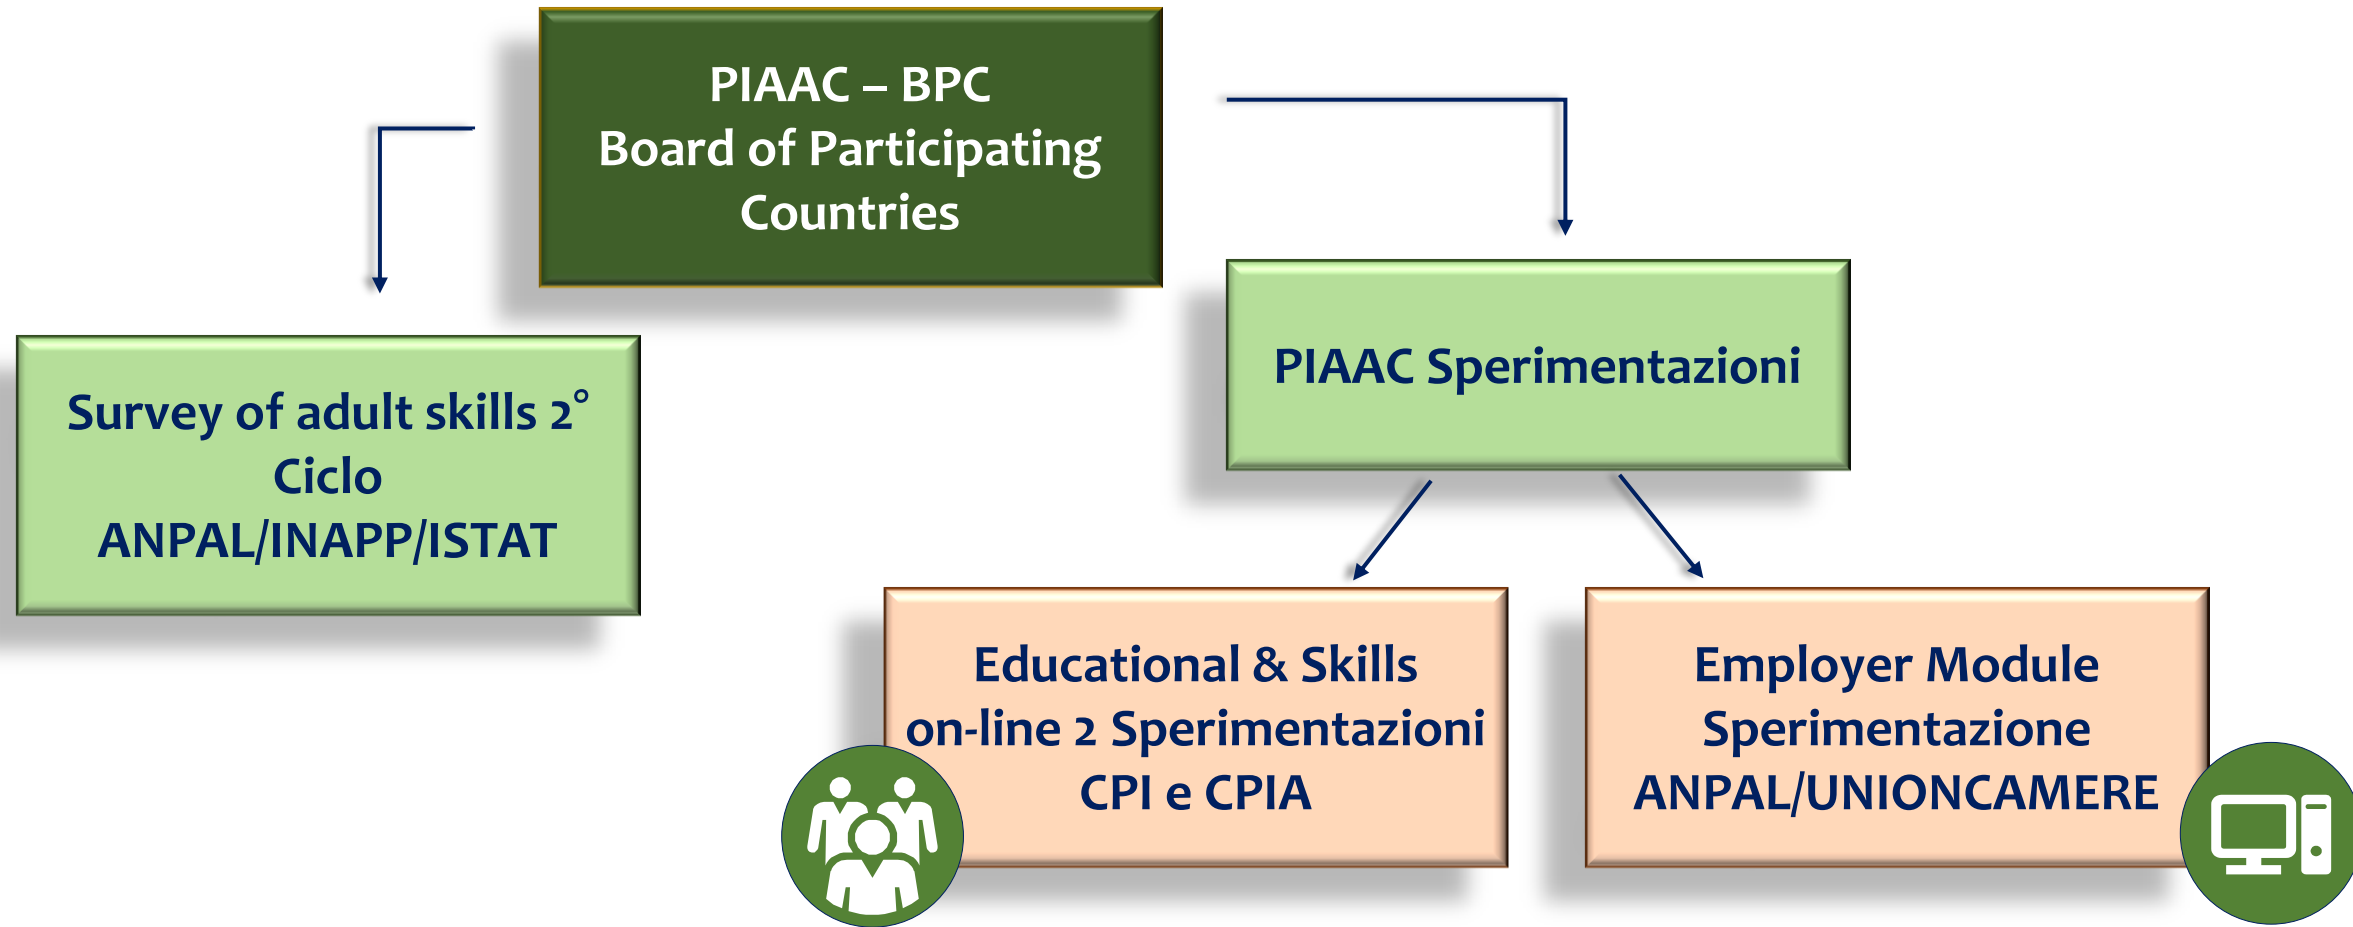 PIAAC – BPC
Board of Participating
Countries
Survey of adult skills 2°
Ciclo
ANPAL/INAPP/ISTAT
PIAAC Sperimentazioni
Educational & Skills
on-line 2 Sperimentazioni
CPI e CPIA
Employer Module
Sperimentazione
ANPAL/UNIONCAMERE